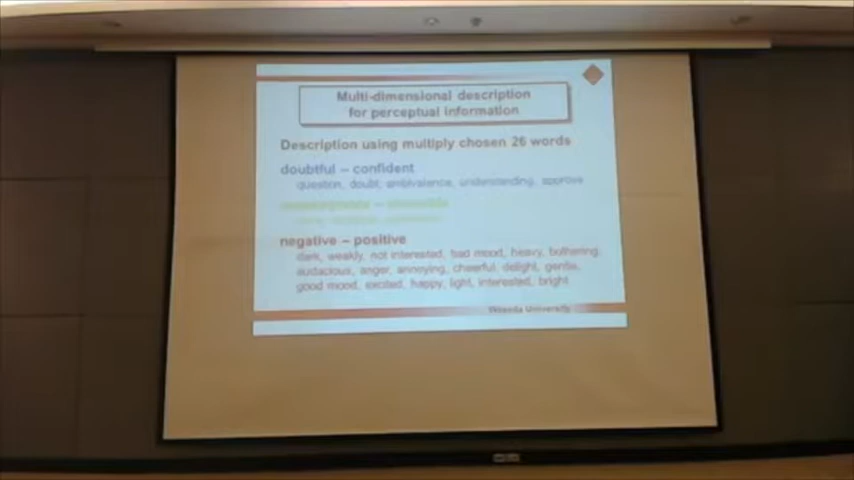 Multi-dimensional description
for perceptual information
Description using multiply chosen 26 words
doubtful – confident
question, doubt, ambivalence, understanding, approve
negative – positive
dark, weakly, not interested, bad mood, heavy, bothering,
audacious, anger, annoying, cheerful, delight, gentle,
good mood, excited, happy, light, interested, bright
Waseda University